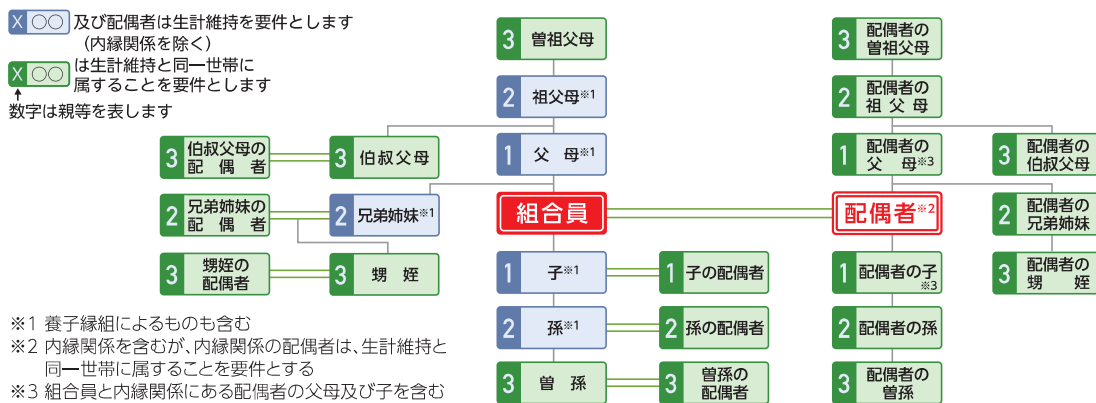 X ○○ 及び配偶者は生計維持を要件とします
(内縁関係を除く)
X ○○ は生計維持と同一世帯に
属することを要件とします
数字は親等を表します
3 曽祖父母
3 配偶者の
曽祖父母
2 祖父母※1
2 配偶者の
祖父母
3 伯叔父母の
配偶者
3 伯叔父母
1 父母※1
1 配偶者の
父母※3
3 配偶者の
伯叔父母
2 兄弟姉妹の
配偶者
2 兄弟姉妹※1
組合員
配偶者※2
2 配偶者の
兄弟姉妹
3 甥姪の
配偶者
3 甥姪
1 子※1
1 子の配偶者
1 配偶者の子
※3
3 配偶者の
甥姪
2 孫※1
2 孫の配偶者
2 配偶者の孫
3 曽孫
3 曽孫の
配偶者
3 配偶者の
曽孫
※1 養子縁組によるものも含む
※2 内縁関係を含むが、内縁関係の配偶者は、生計維持と
同一世帯に属することを要件とする
※3 組合員と内縁関係にある配偶者の父母及び子を含む